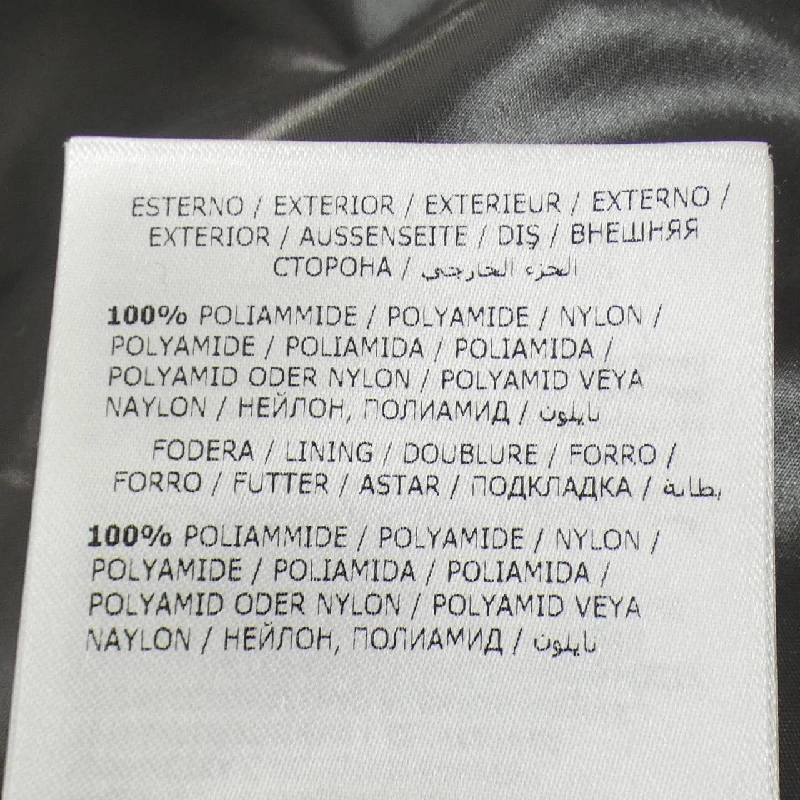 ESTERNO / EXTERIOR / EXTERIEUR / EXTERNO /
EXTERIOR / AUSSENSEITE / DIŞ / ВНЕШНЯЯ
СТОРОНА / الجزء الخارجي
100% POLIAMMIDE / POLYAMIDE / NYLON /
POLYAMIDE / POLIAMIDA / POLIAMIDA /
POLYAMID ODER NYLON / POLYAMID VEYA
NAYLON / НЕЙЛОН, ПОЛИАМИД / نايلون
FODERA / LINING / DOUBLURE / FORRO /
FORRO / FUTTER / ASTAR / ПОДКЛАДКА / بطانة
100% POLIAMMIDE / POLYAMIDE / NYLON /
POLYAMIDE / POLIAMIDA / POLIAMIDA /
POLYAMID ODER NYLON / POLYAMID VEYA
NAYLON / НЕЙЛОН, ПОЛИАМИД / نايلون